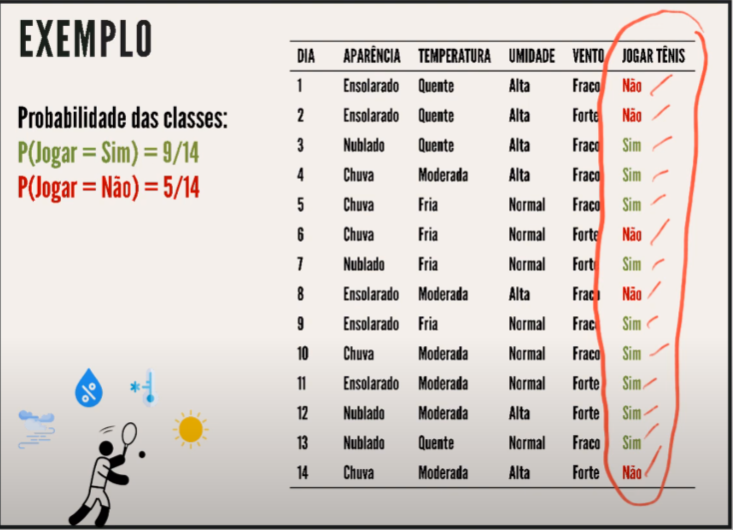 EXEMPLO
Probabilidade das classes:
P(Jogar = Sim) = 9/14
P(Jogar = Não) = 5/14
DIA APARÊNCIA TEMPERATURA UMIDADE VENTO JOGAR TÊNIS
1 Ensolarado Quente Alta Fraco Não
2 Ensolarado Quente Alta Forte Não
3 Nublado Quente Alta Fraco Sim
4 Chuva Moderada Alta Fraco Sim
5 Chuva Fria Normal Fraco Sim
6 Chuva Fria Normal Forte Não
7 Nublado Fria Normal Forte Sim
8 Ensolarado Moderada Alta Fraco Não
9 Ensolarado Fria Normal Fraco Sim
10 Chuva Moderada Normal Fraco Sim
11 Ensolarado Moderada Normal Forte Sim
12 Nublado Moderada Alta Forte Sim
13 Nublado Quente Normal Fraco Sim
14 Chuva Moderada Alta Forte Não
%